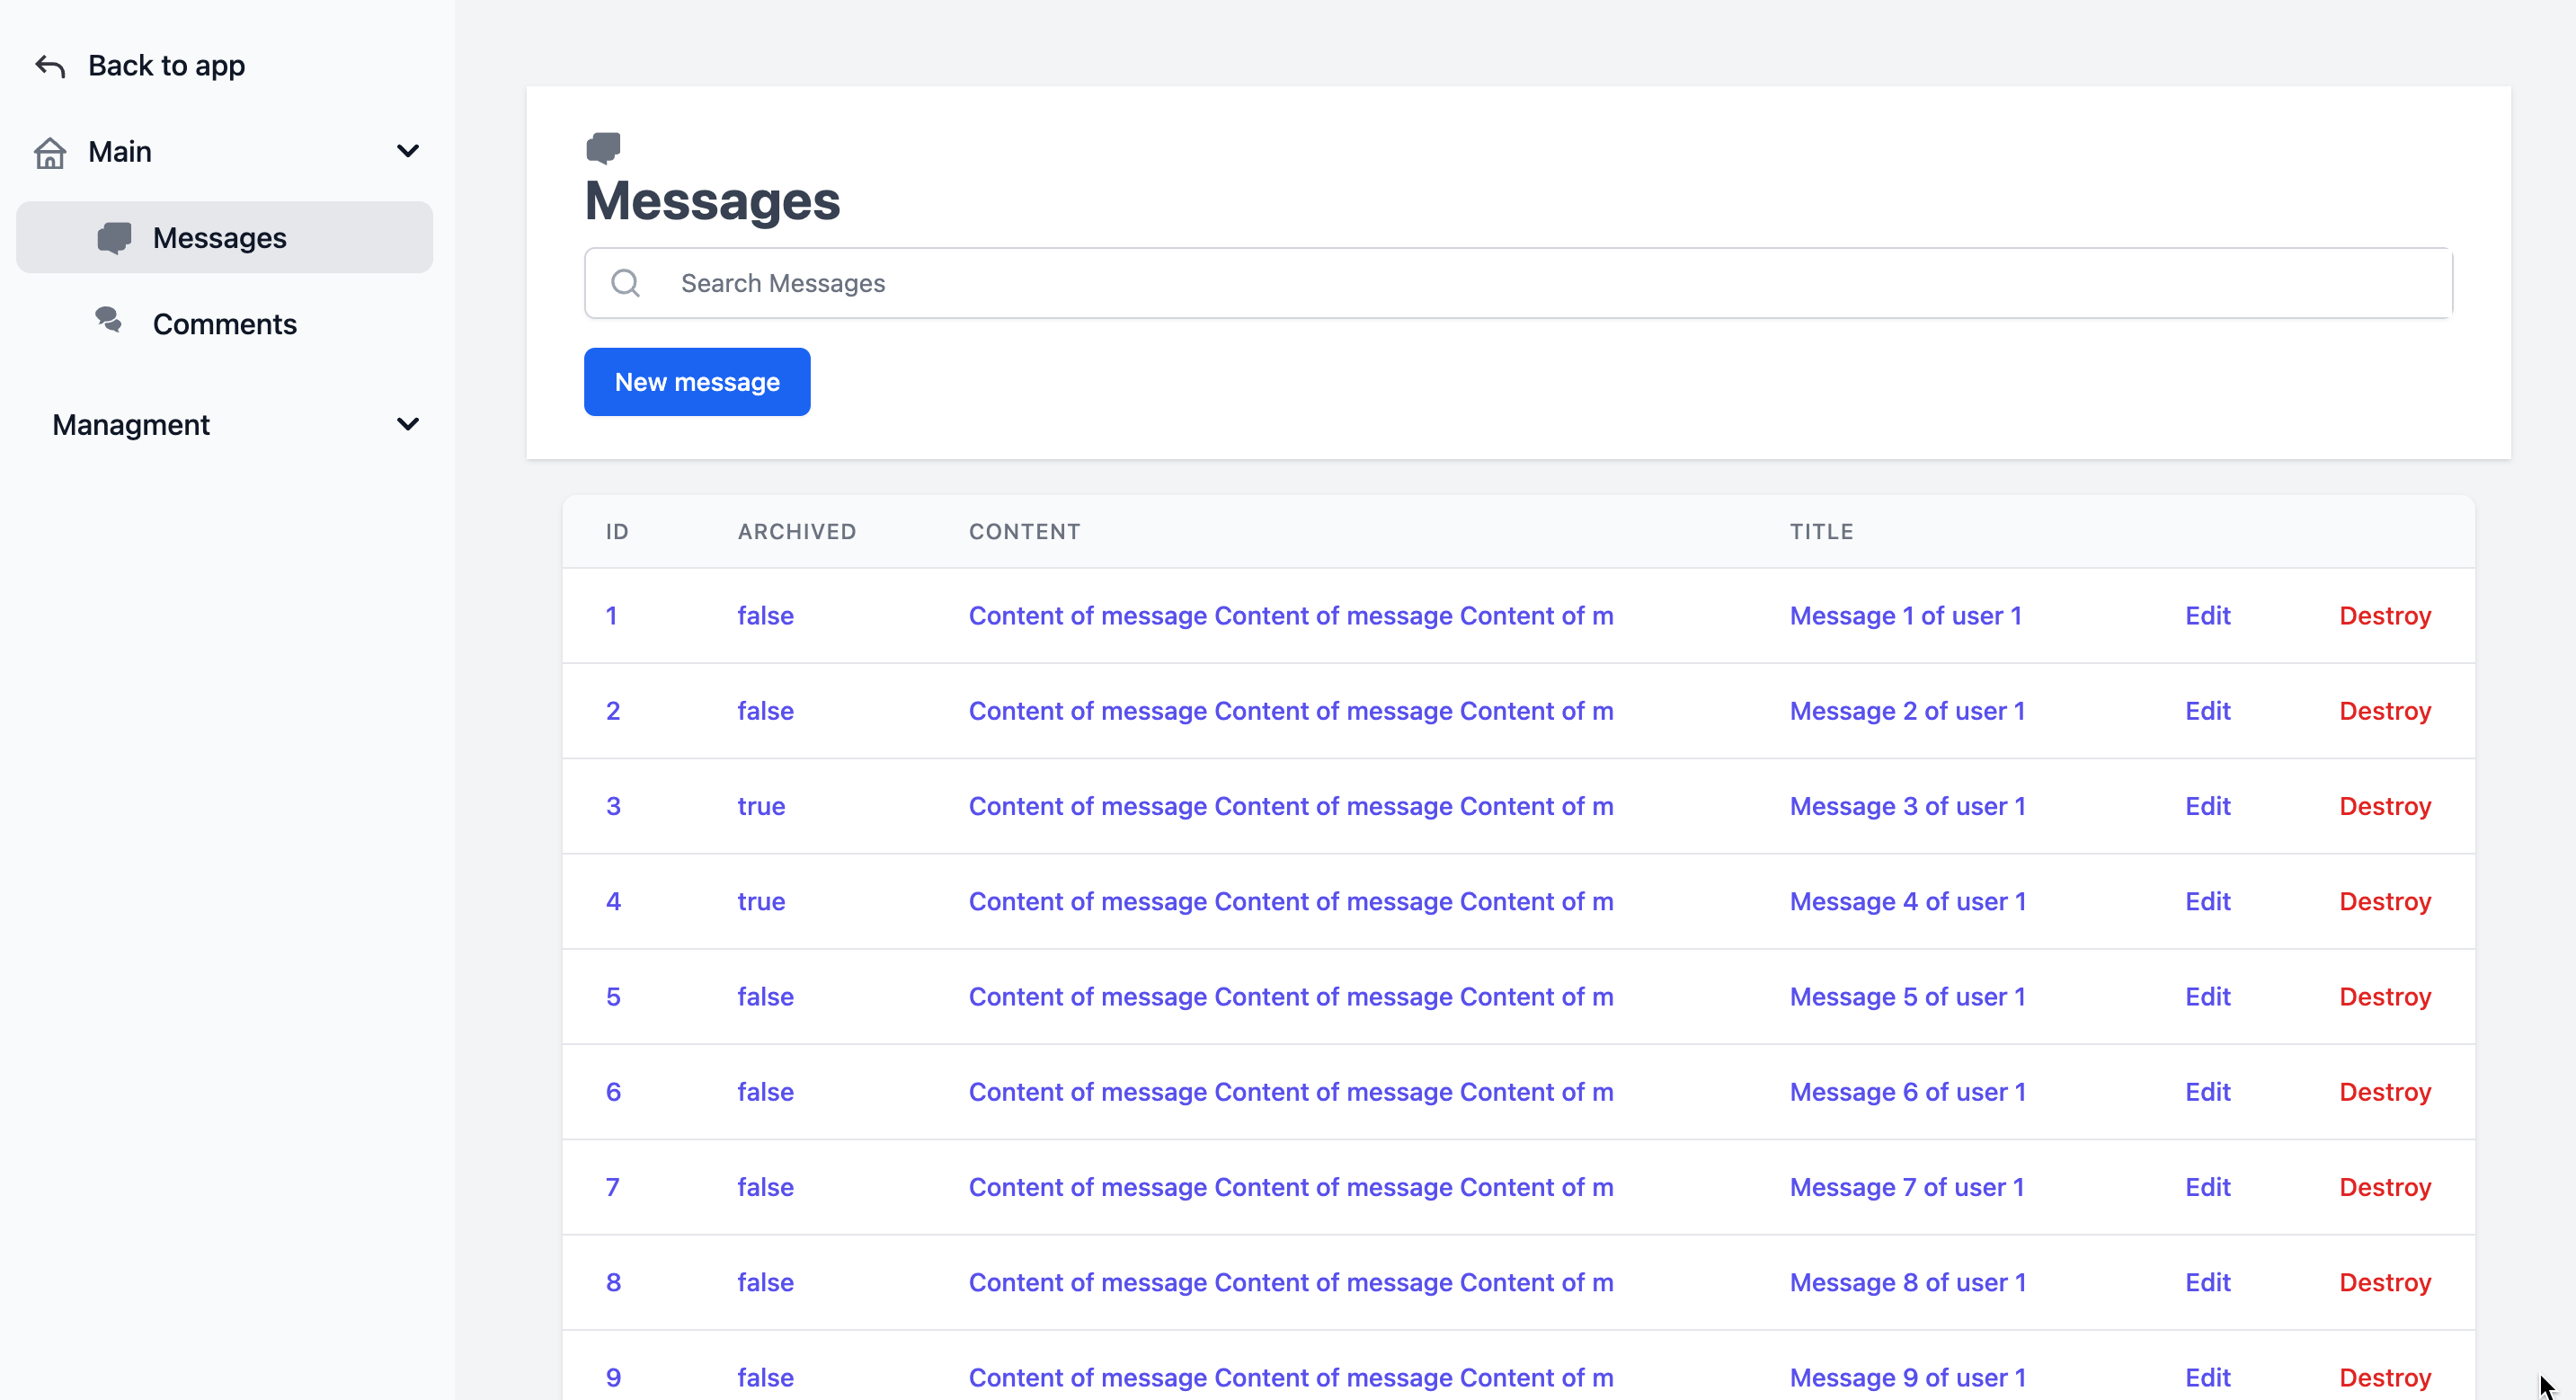 Back to app
Main
Messages
Comments
Managment
Messages
Search Messages
New message
ID ARCHIVED CONTENT TITLE
1 false Content of message Content of message Content of m Message 1 of user 1 Edit Destroy
2 false Content of message Content of message Content of m Message 2 of user 1 Edit Destroy
3 true Content of message Content of message Content of m Message 3 of user 1 Edit Destroy
4 true Content of message Content of message Content of m Message 4 of user 1 Edit Destroy
5 false Content of message Content of message Content of m Message 5 of user 1 Edit Destroy
6 false Content of message Content of message Content of m Message 6 of user 1 Edit Destroy
7 false Content of message Content of message Content of m Message 7 of user 1 Edit Destroy
8 false Content of message Content of message Content of m Message 8 of user 1 Edit Destroy
9 false Content of message Content of message Content of m Message 9 of user 1 Edit Destroy